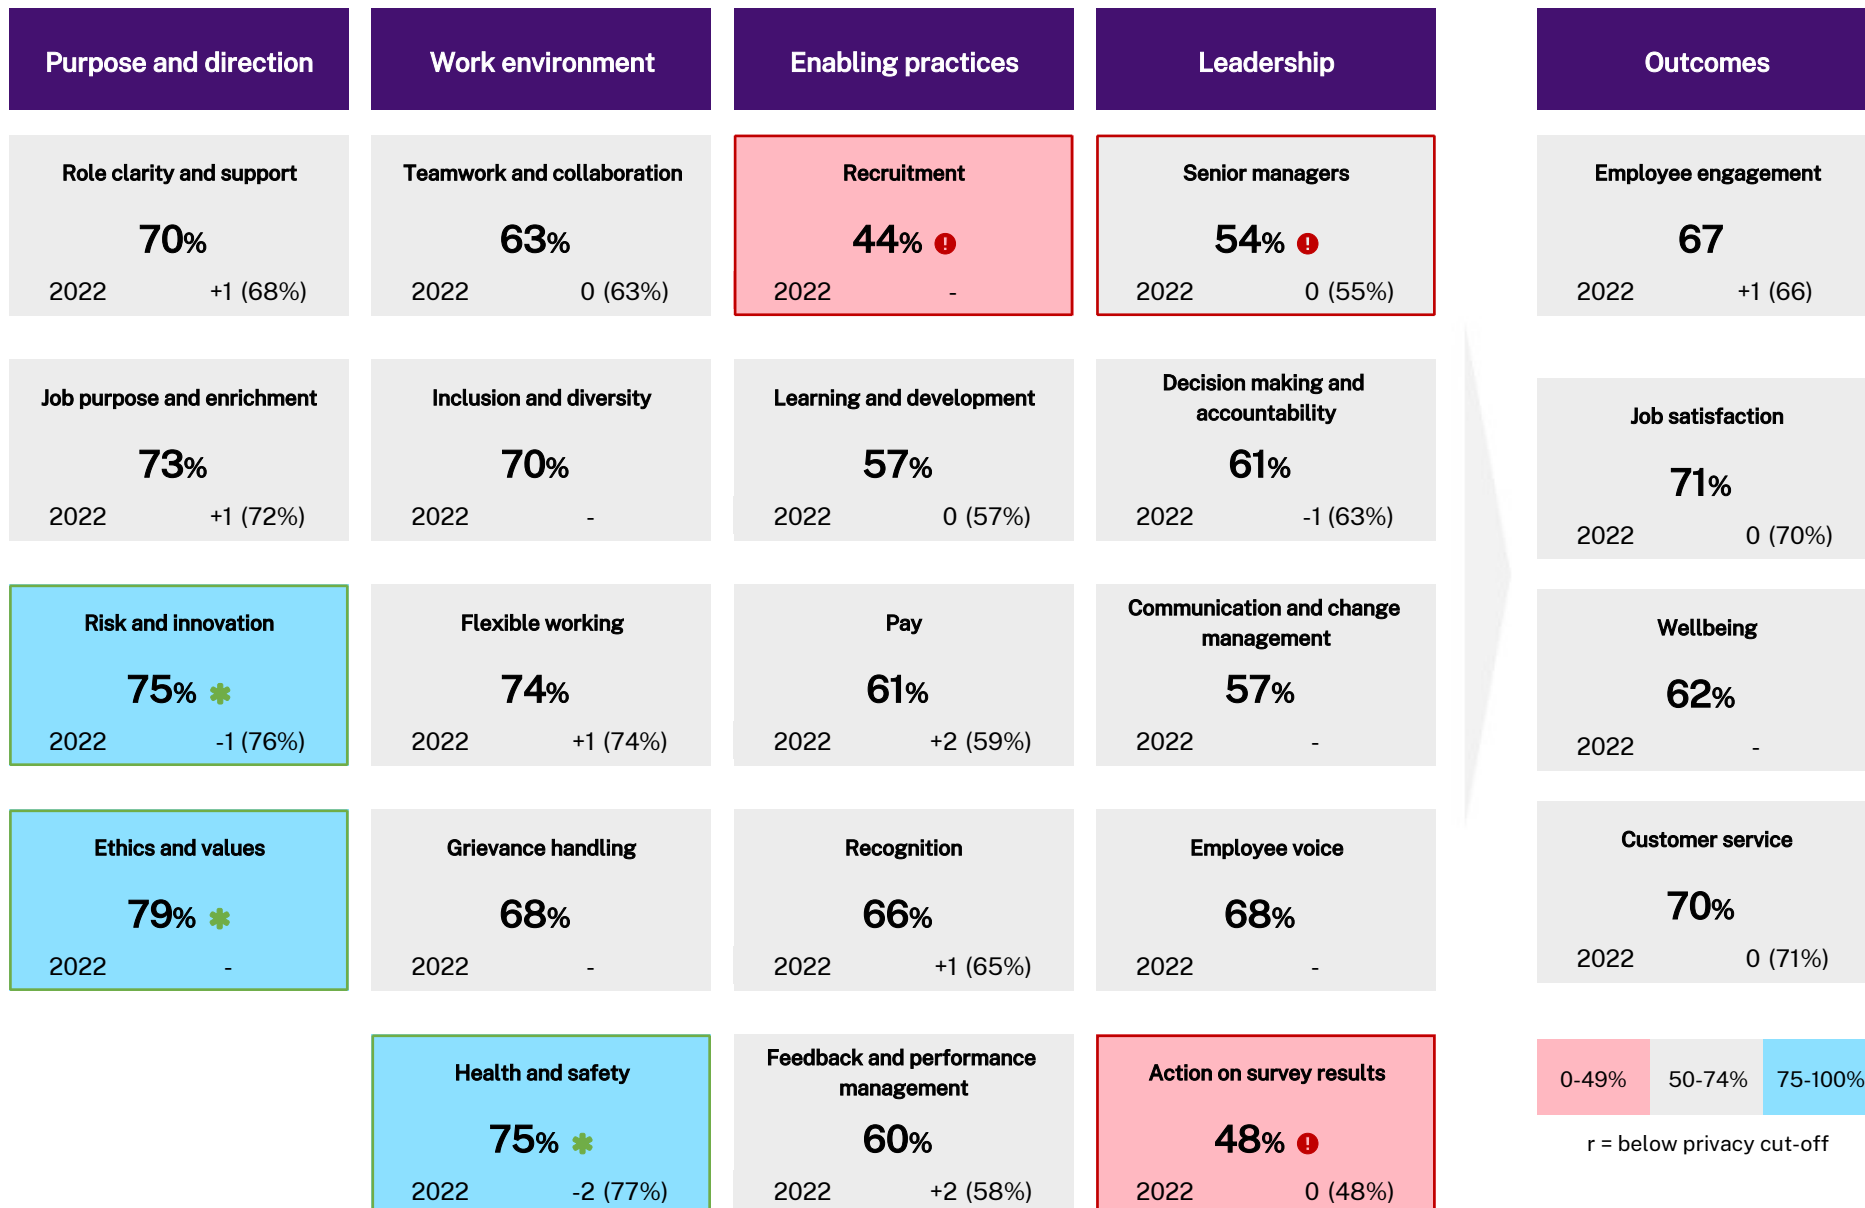 Purpose and direction
Role clarity and support
70%
2022 +1 (68%)
Job purpose and enrichment
73%
2022 +1 (72%)
Risk and innovation
75%
2022 -1 (76%)
Ethics and values
79%
2022 -
Work environment
Teamwork and collaboration
63%
2022 0 (63%)
Inclusion and diversity
70%
2022 -
Flexible working
74%
2022 +1 (74%)
Grievance handling
68%
2022 -
Health and safety
75%
2022 -2 (77%)
Enabling practices
Recruitment
44%
2022 -
Learning and development
57%
2022 0 (57%)
Pay
61%
2022 +2 (59%)
Recognition
66%
2022 +1 (65%)
Feedback and performance
management
60%
2022 +2 (58%)
Leadership
Senior managers
54%
2022 0 (55%)
Decision making and
accountability
61%
2022 -1 (63%)
Communication and change
management
57%
2022 -
Employee voice
68%
2022 -
Action on survey results
48%
2022 0 (48%)
Outcomes
Employee engagement
67
2022 +1 (66)
Job satisfaction
71%
2022 0 (70%)
Wellbeing
62%
2022 -
Customer service
70%
2022 0 (71%)
0-49% 50-74% 75-100%
r = below privacy cut-off